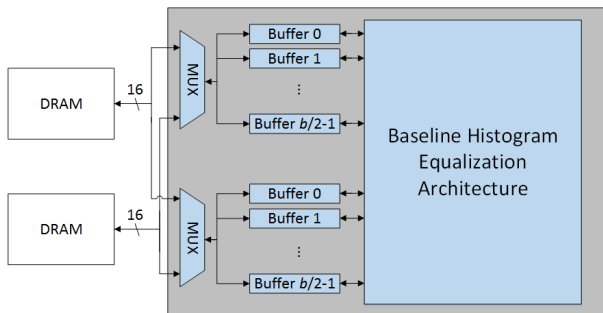 Buffer 0
Buffer 1
...
Buffer b/2-1
MUX
16
DRAM
Baseline Histogram
Equalization
Architecture
16
DRAM
MUX
Buffer 0
Buffer 1
...
Buffer b/2-1